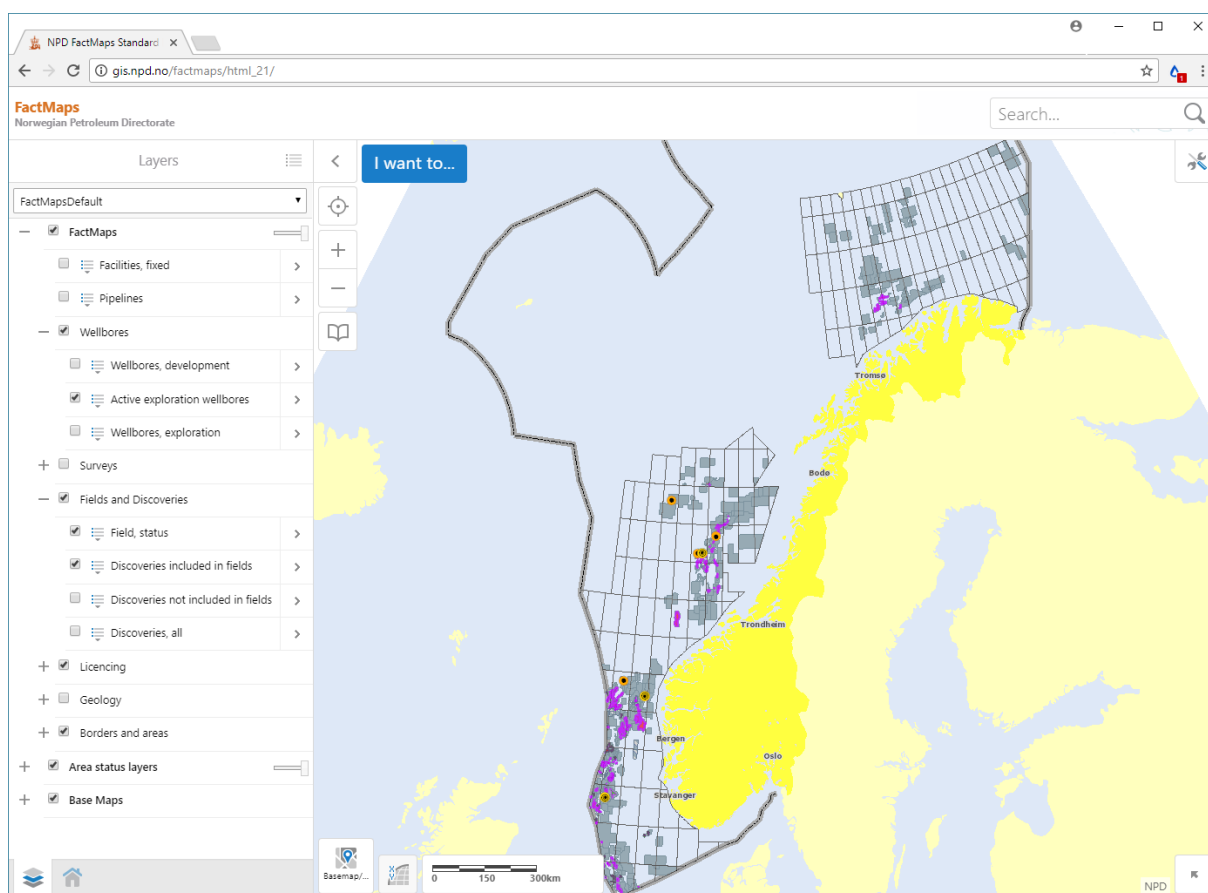 NPD FactMaps Standard
gis.npd.no/factmaps/html_21/
1
FactMaps
Norwegian Petroleum Directorate
Search...
Layers
I want to...
FactMapsDefault
FactMaps
Facilities, fixed
Pipelines
Wellbores
Wellbores, development
Active exploration wellbores
Wellbores, exploration
Surveys
Fields and Discoveries
Field, status
Discoveries included in fields
Discoveries not included in fields
Discoveries, all
Licencing
Geology
Borders and areas
Area status layers
Base Maps
Tromsø
Bodø
Trondheim
Bergen
Oslo
Stavanger
Basemap/...
0 150 300km
NPD